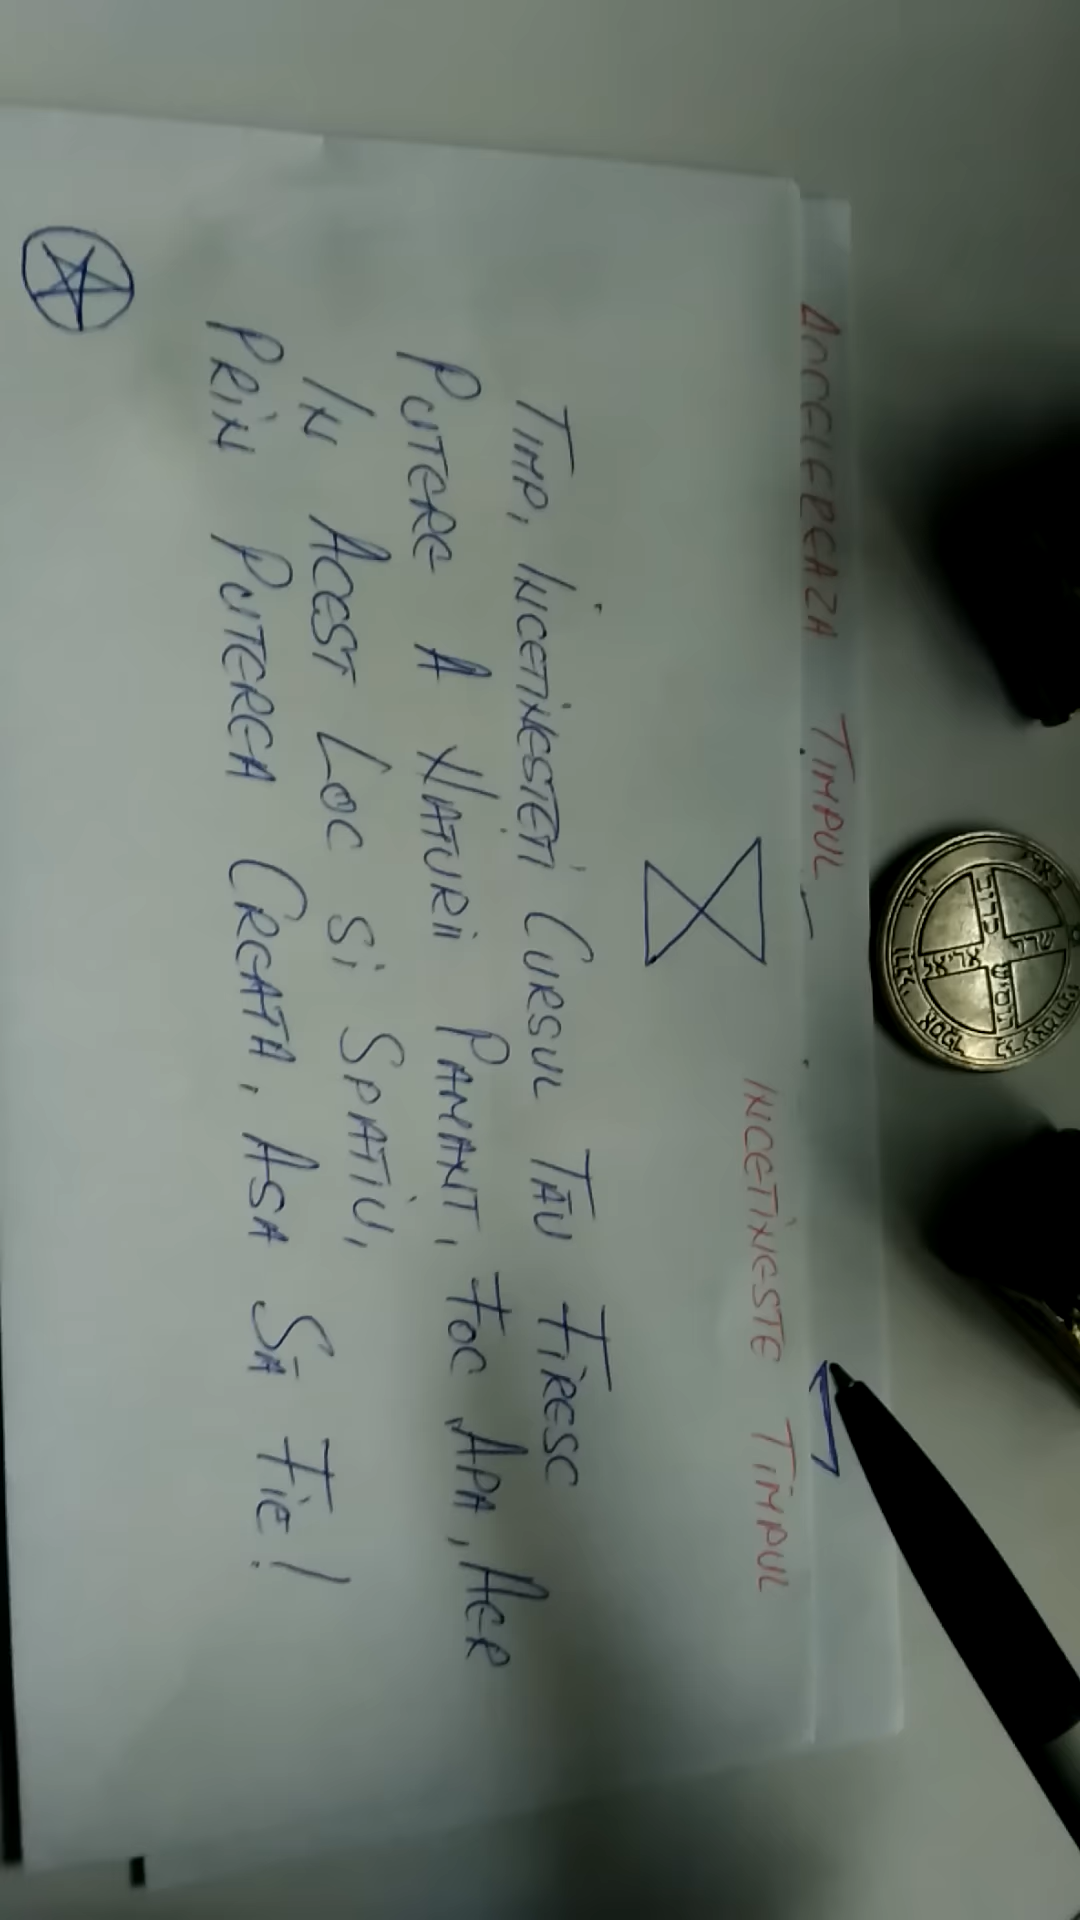 ACCELEREAZA TIMPUL
INCETINESTE TIMPUL
TIMP, INCETINESTETI CURSUL TAU FIRESC
PUTERE A NATURII PAMANT, FOC APA, AER
IN ACEST LOC SI SPATIU,
PRIN PUTEREA CREATA, ASA SA FIE!